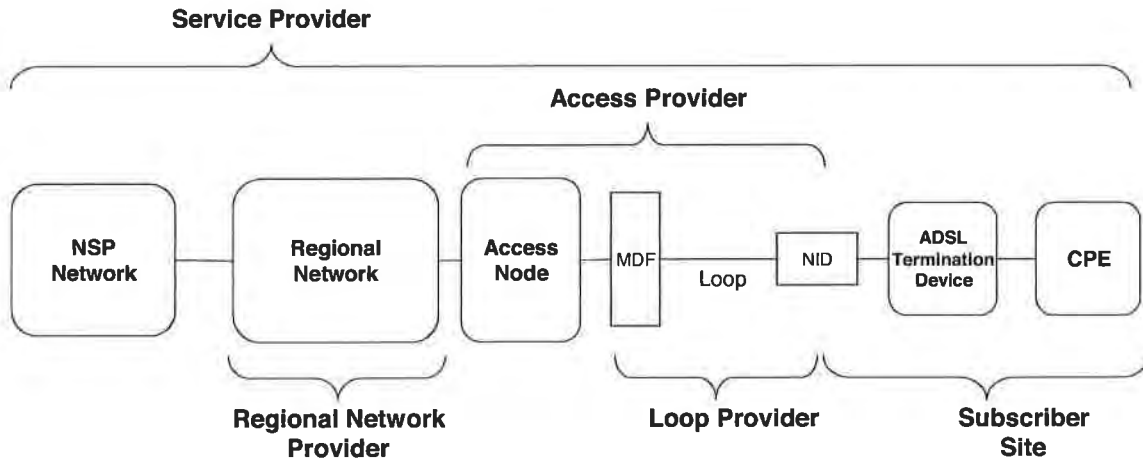 Service Provider
Access Provider
NSP
Network
Regional
Network
Access
Node
MDF
Loop
NID
ADSL
Termination
Device
CPE
Regional Network
Provider
Loop Provider
Subscriber
Site